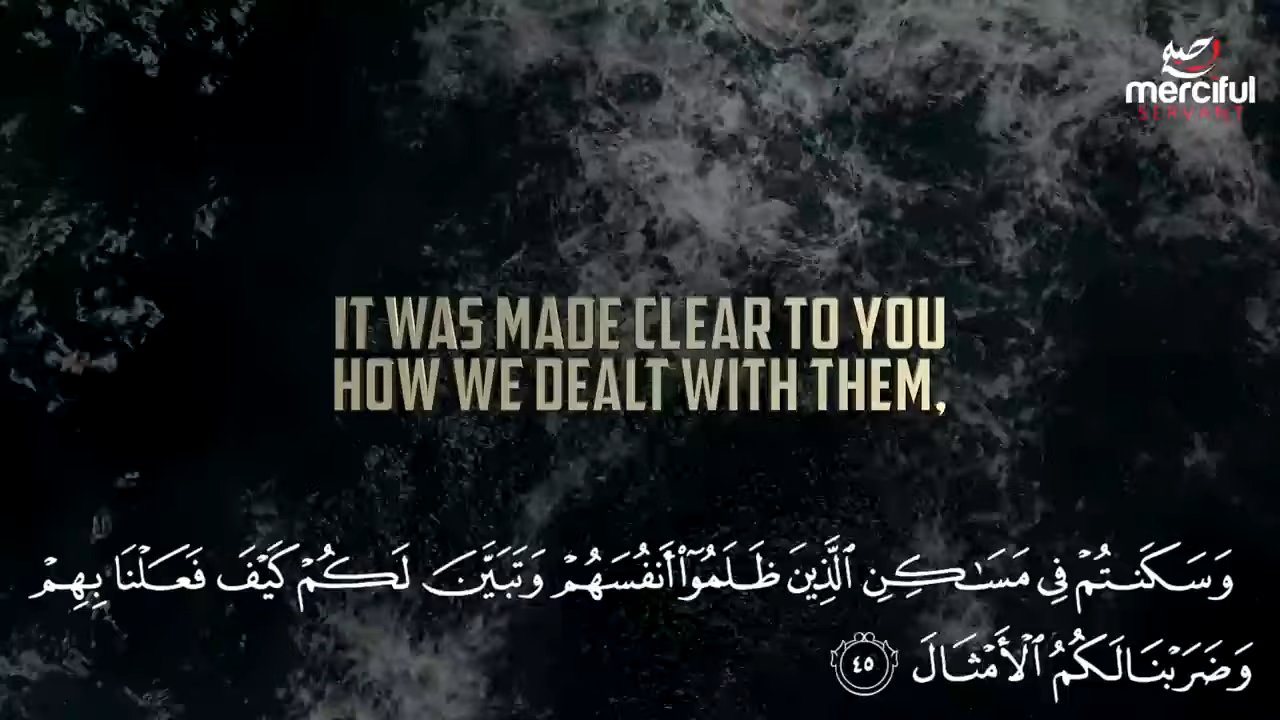 merciful
SERVANT
IT WAS MADE CLEAR TO YOU
HOW WE DEALT WITH THEM,
وَسَكَنتُمْ فِي مَسَٰكِنِ ٱلَّذِينَ ظَلَمُوٓا۟ أَنفُسَهُمْ وَتَبَيَّنَ لَكُمْ كَيْفَ فَعَلْنَا بِهِمْ
وَضَرَبْنَا لَكُمُ ٱلْأَمْثَالَ ٤٥